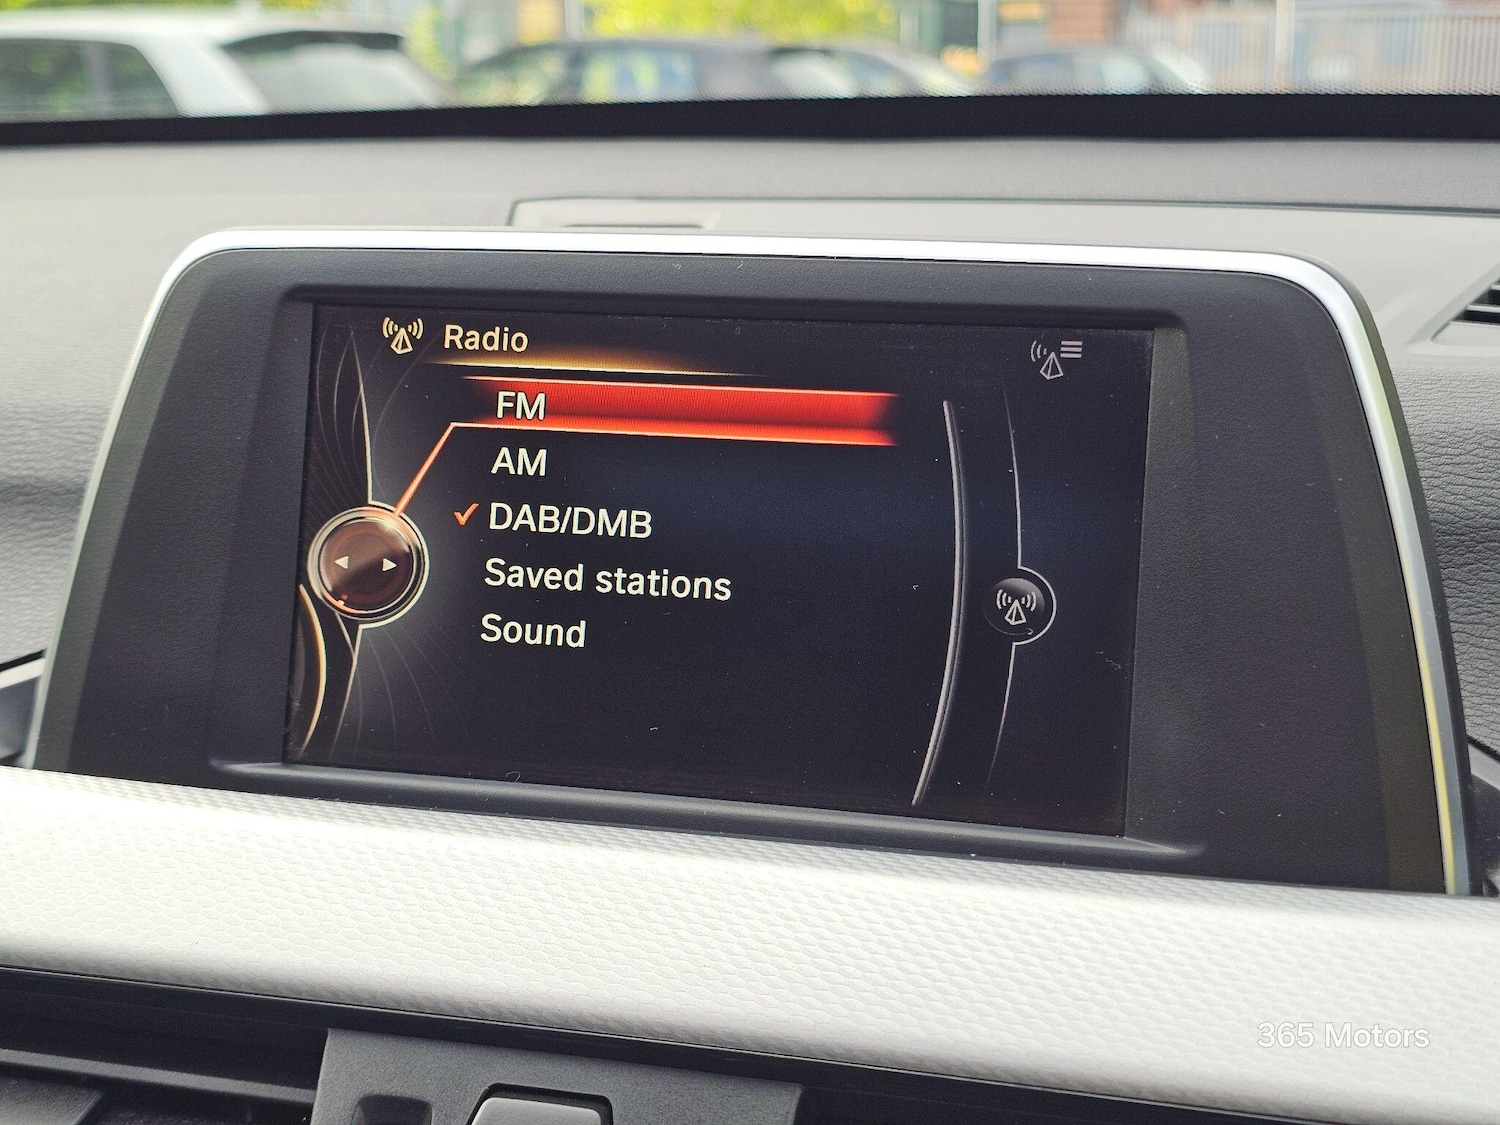 Radio
FM
AM
DAB/DMB
Saved stations
Sound
365 Motors